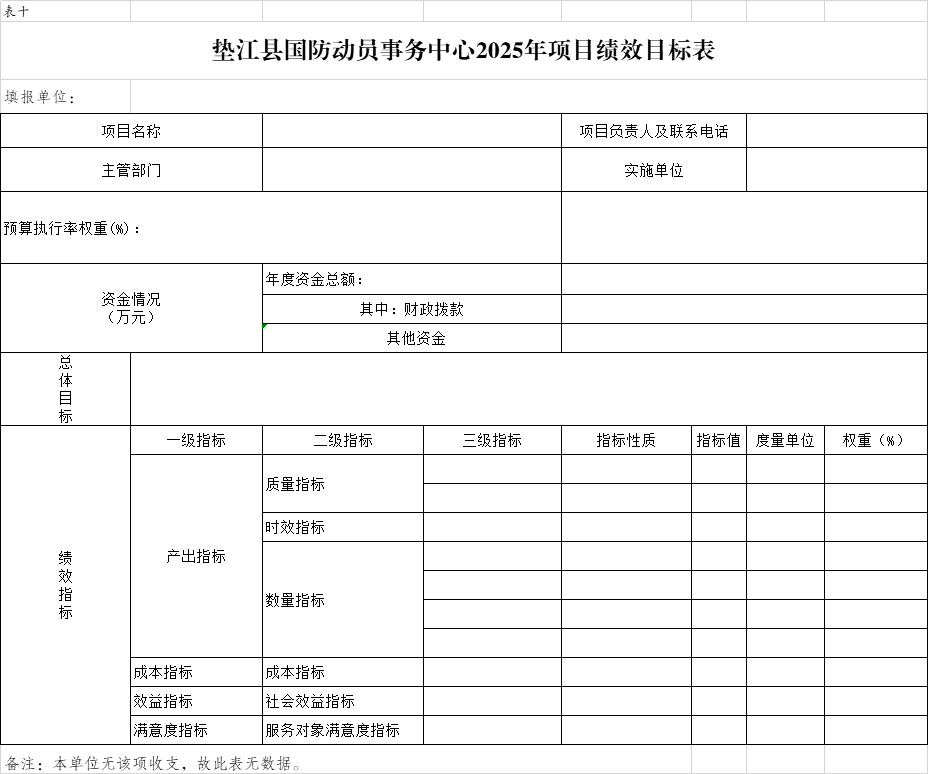 表十
垫江县国防动员事务中心2025年项目绩效目标表
填报单位：
项目名称 项目负责人及联系电话
主管部门 实施单位
预算执行率权重(%)：
资金情况
（万元）
年度资金总额：
其中：财政拨款
其他资金
总
体
目
标
绩
效
指
标
一级指标 二级指标 三级指标 指标性质 指标值 度量单位 权重（%）
产出指标
质量指标
时效指标
数量指标
成本指标 成本指标
效益指标 社会效益指标
满意度指标 服务对象满意度指标
备注：本单位无该项收支，故此表无数据。